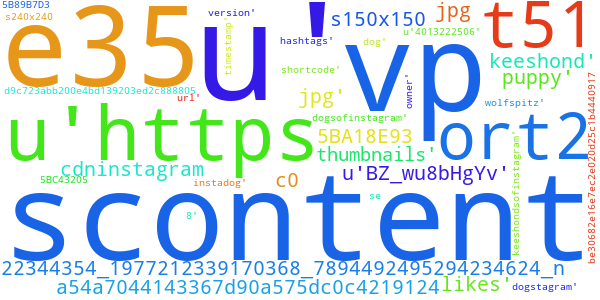 5B89B7D3
s240x240
e35
u'
version'
timestamp
hashtags'
s150x150
jpg
t51
u'4013222506'
dog'
vp
keeshond'
puppy'
shortcode'
d9c723abb200e4bd139203ed2c888805
url'
jpg'
owner'
wolfspitz'
u'https
dogsofinstagram'
5BA18E93
ort2
thumbnails'
cdninstagram
u'BZ_wu8bHgYv'
keeshondsofinstagram'
be30682e16e7ec2e020d25c1b4440917
5BC43205
instadog'
c0
se
8'
scontent
22344354_1977212339170368_7894492495294234624_n
a54a7044143367d90a575dc0c4219124
likes'
dogstagram'